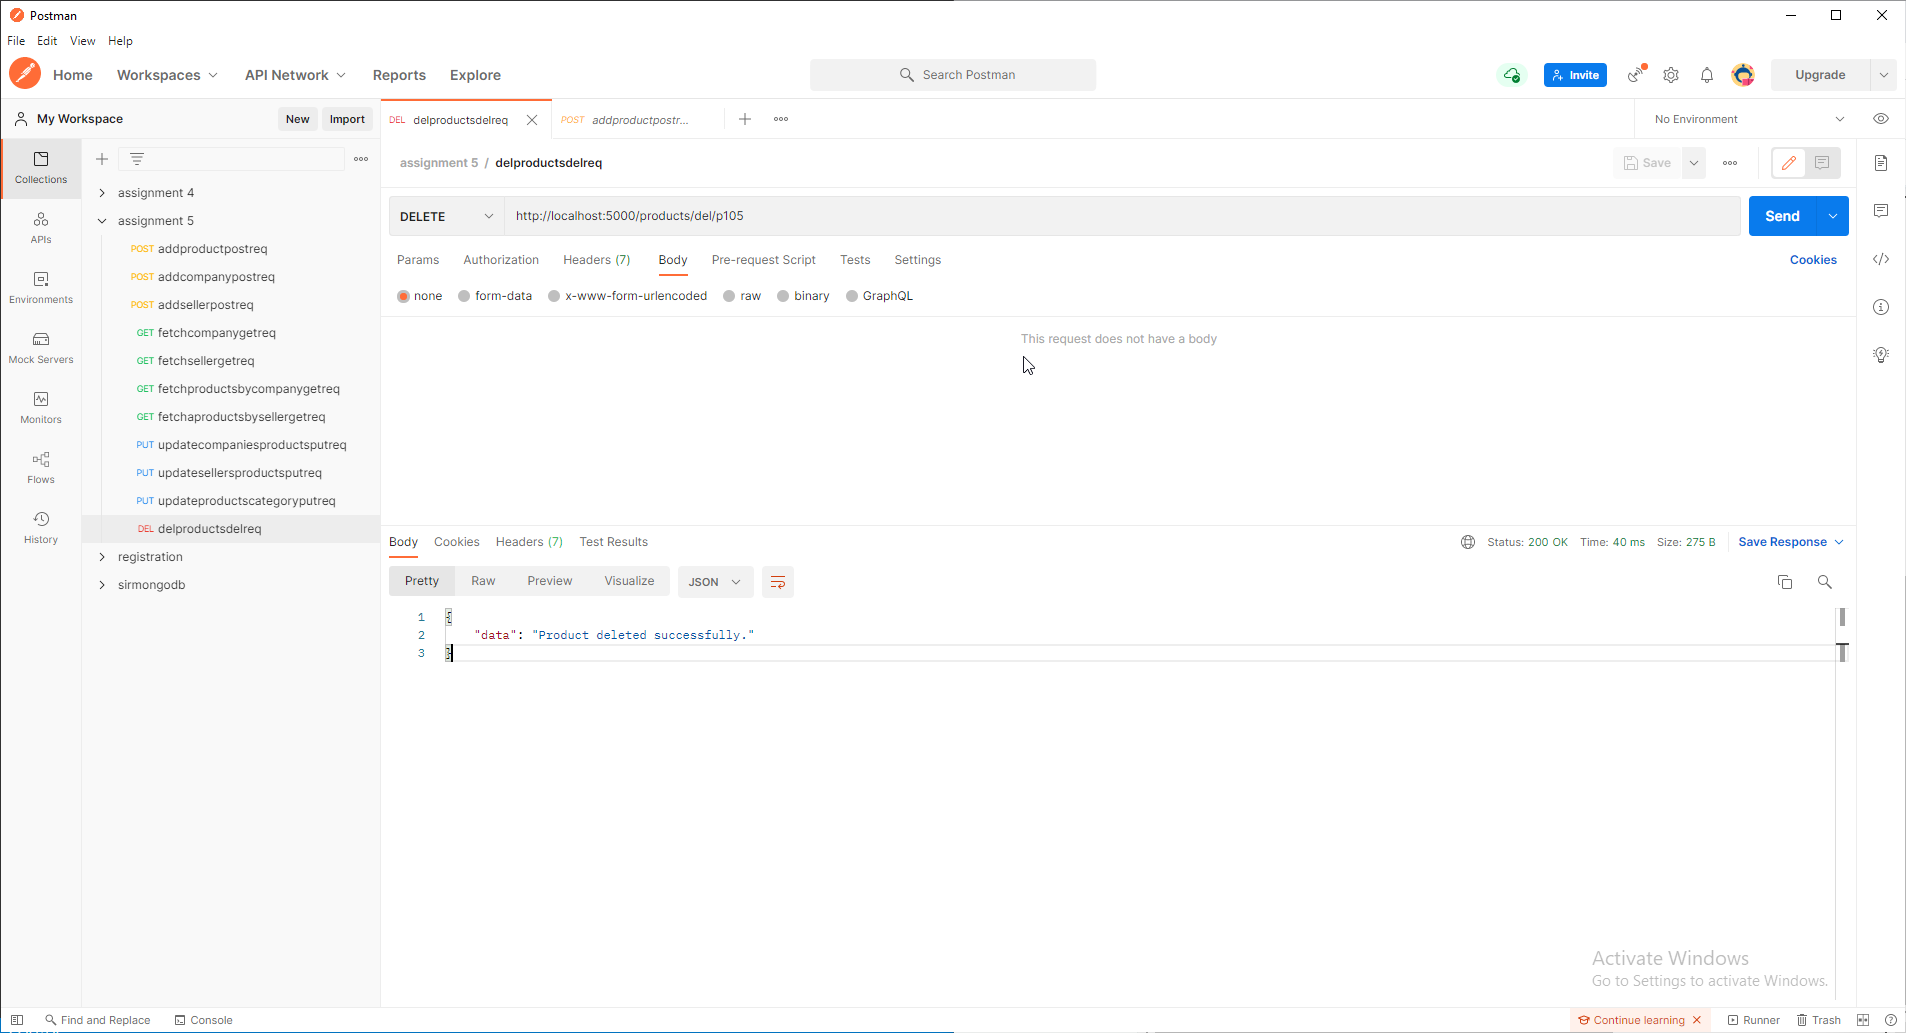 Postman
File Edit View Help
Home Workspaces API Network Reports Explore Search Postman Invite Upgrade
My Workspace New Import DEL delproductsdelreq POST addproductpostr... No Environment
Collections
assignment 5 / delproductsdelreq Save
assignment 4
assignment 5
DELETE http://localhost:5000/products/del/p105 Send
APIs
POST addproductpostreq
Params Authorization Headers (7) Body Pre-request Script Tests Settings Cookies
POST addcompanypostreq
Environments
none form-data x-www-form-urlencoded raw binary GraphQL
POST addsellerpostreq
GET fetchcompanygetreq
This request does not have a body
Mock Servers
GET fetchsellergetreq
GET fetchproductsbycompanygetreq
Monitors
GET fetchaproductsbysellergetreq
PUT updatecompaniesproductsputreq
Flows
PUT updatesellersproductsputreq
PUT updateproductscategoryputreq
History
DEL delproductsdelreq
registration
sirmongodb
Body Cookies Headers (7) Test Results Status: 200 OK Time: 40 ms Size: 275 B Save Response
Pretty Raw Preview Visualize JSON
1 {
2 "data": "Product deleted successfully."
3 }
Activate Windows
Go to Settings to activate Windows.
Find and Replace Console Continue learning Runner Trash